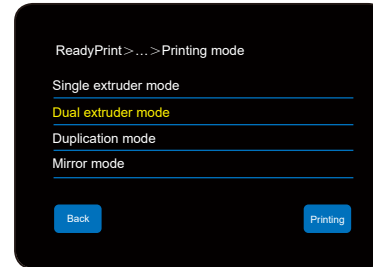 ReadyPrint>...>Printing mode
Single extruder mode
Dual extruder mode
Duplication mode
Mirror mode
Back
Printing